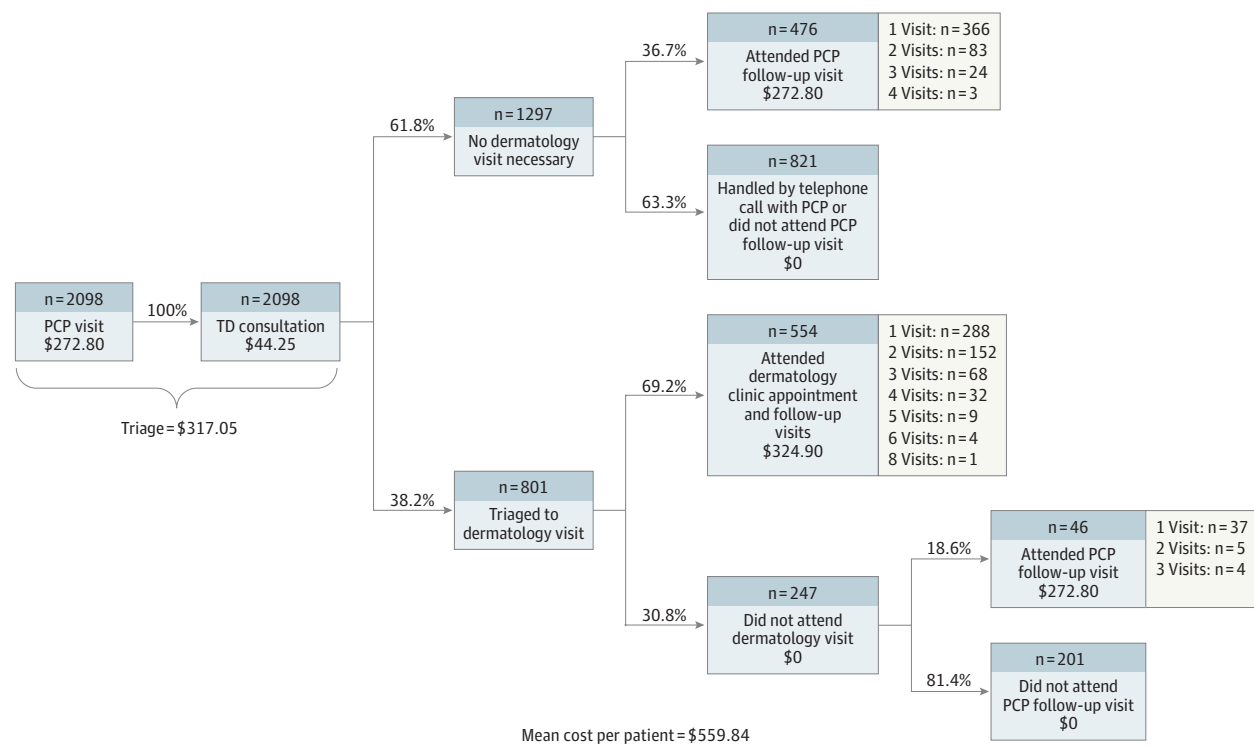 n=2098
PCP visit
$272.80
100%
n=2098
TD consultation
$44.25
Triage=$317.05
61.8%
n=1297
No dermatology
visit necessary
36.7%
n=476
Attended PCP
follow-up visit
$272.80
1 Visit: n=366
2 Visits: n=83
3 Visits: n=24
4 Visits: n=3
63.3%
n=821
Handled by telephone
call with PCP or
did not attend PCP
follow-up visit
$0
38.2%
n=801
Triaged to
dermatology visit
69.2%
n=554
Attended
dermatology
clinic appointment
and follow-up
visits
$324.90
1 Visit: n=288
2 Visits: n=152
3 Visits: n=68
4 Visits: n=32
5 Visits: n=9
6 Visits: n=4
8 Visits: n=1
30.8%
n=247
Did not attend
dermatology visit
$0
18.6%
n=46
Attended PCP
follow-up visit
$272.80
1 Visit: n=37
2 Visits: n=5
3 Visits: n=4
81.4%
n=201
Did not attend
PCP follow-up visit
$0
Mean cost per patient=$559.84